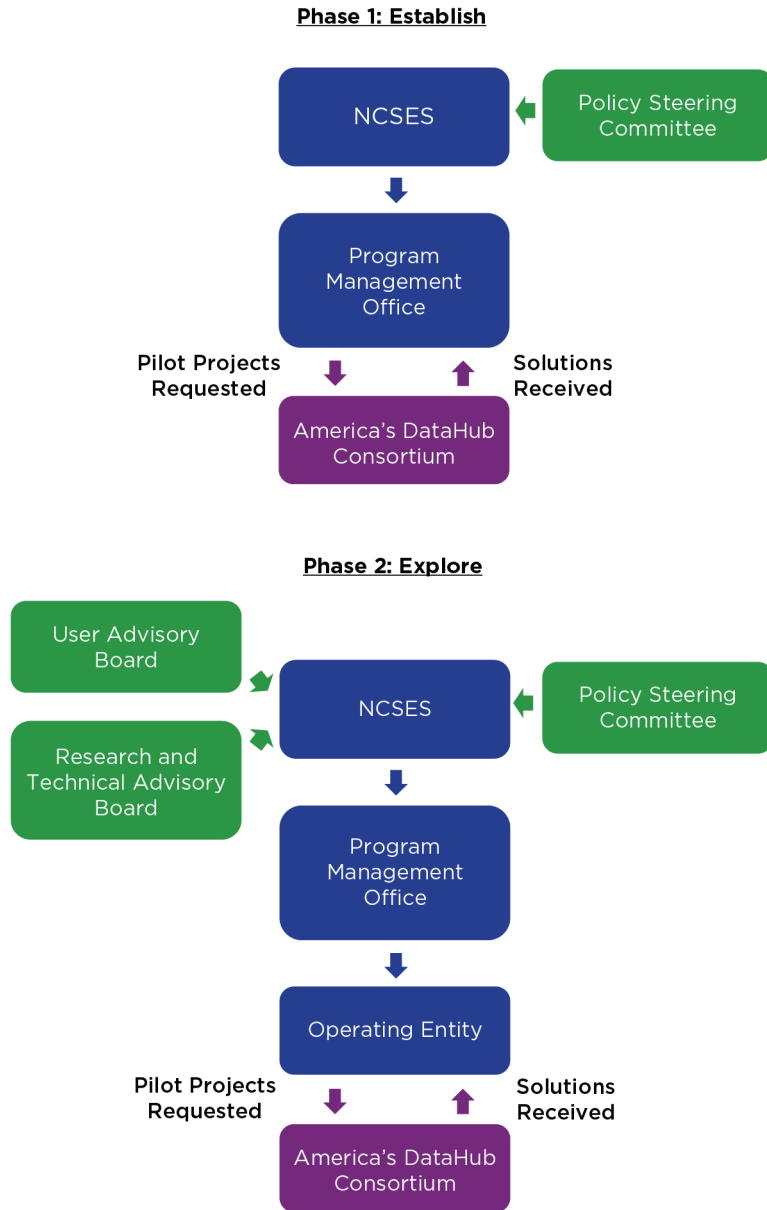 Phase 1: Establish
NCSES
Policy Steering
Committee
Program
Management
Office
Pilot Projects
Requested
Solutions
Received
America's DataHub
Consortium
Phase 2: Explore
User Advisory
Board
NCSES
Policy Steering
Committee
Research and
Technical Advisory
Board
Program
Management
Office
Operating Entity
Pilot Projects
Requested
Solutions
Received
America's DataHub
Consortium